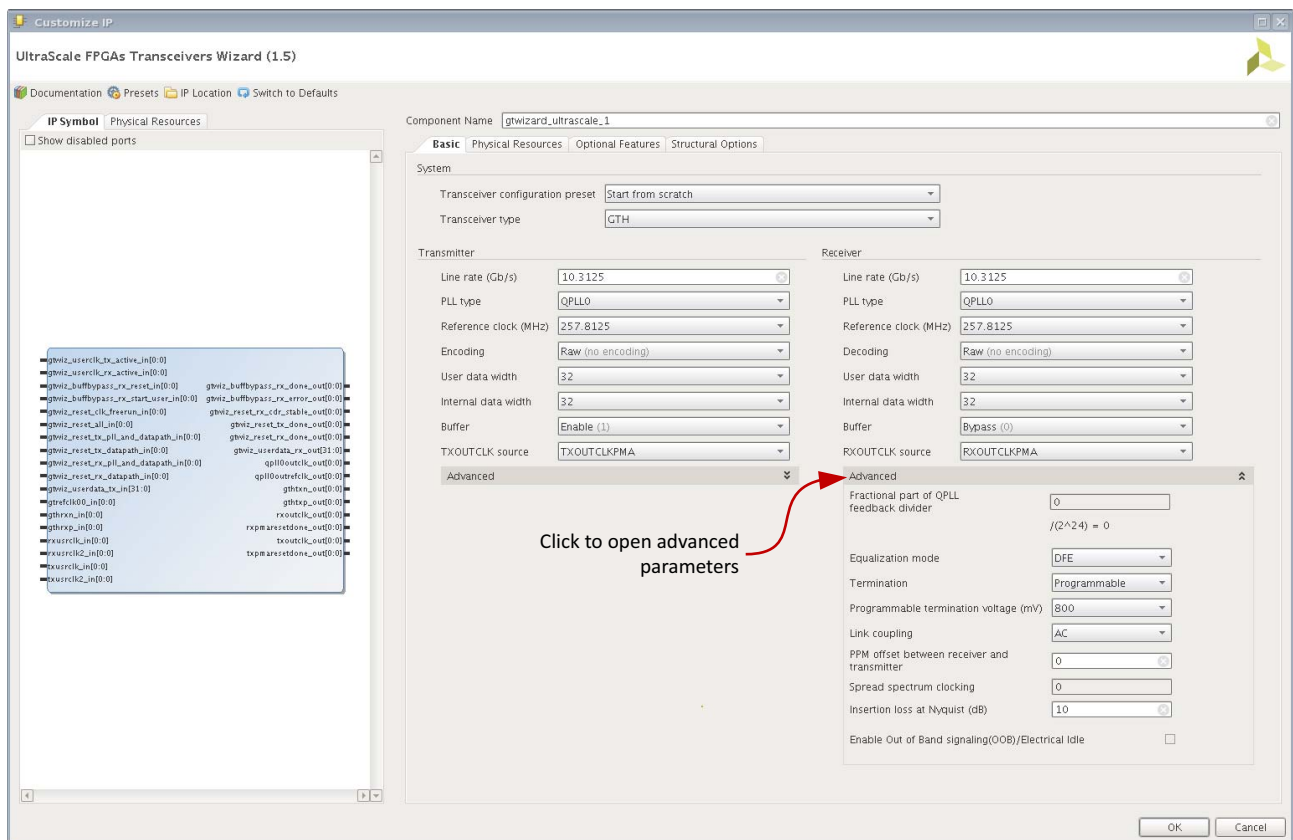 Customize IP
UltraScale FPGAs Transceivers Wizard (1.5)
Documentation Presets IP Location Switch to Defaults
IP Symbol Physical Resources
Show disabled ports
gtwiz_userclk_tx_active_in[0:0]
gtwiz_userclk_rx_active_in[0:0]
gtwiz_buffbypass_rx_reset_in[0:0] gtwiz_buffbypass_rx_done_out[0:0]
gtwiz_buffbypass_rx_start_user_in[0:0] gtwiz_buffbypass_rx_error_out[0:0]
gtwiz_reset_clk_freerun_in[0:0] gtwiz_reset_rx_cdr_stable_out[0:0]
gtwiz_reset_all_in[0:0] gtwiz_reset_tx_done_out[0:0]
gtwiz_reset_tx_pll_and_datapath_in[0:0] gtwiz_reset_rx_done_out[0:0]
gtwiz_reset_tx_datapath_in[0:0] gtwiz_userdata_rx_out[31:0]
gtwiz_reset_rx_pll_and_datapath_in[0:0] qpll0outclk_out[0:0]
gtwiz_reset_rx_datapath_in[0:0] qpll0outrefclk_out[0:0]
gtwiz_userdata_tx_in[31:0] gthtxn_out[0:0]
gtrefclk00_in[0:0] gthtxp_out[0:0]
gthrxn_in[0:0] rxoutclk_out[0:0]
gthrxp_in[0:0] rxpmaresetdone_out[0:0]
rxusrclk_in[0:0] txoutclk_out[0:0]
rxusrclk2_in[0:0] txpmaresetdone_out[0:0]
txusrclk_in[0:0]
txusrclk2_in[0:0]
Component Name gtwizard_ultrascale_1
Basic Physical Resources Optional Features Structural Options
System
Transceiver configuration preset Start from scratch
Transceiver type GTH
Transmitter
Line rate (Gb/s) 10.3125
PLL type QPLL0
Reference clock (MHz) 257.8125
Encoding Raw (no encoding)
User data width 32
Internal data width 32
Buffer Enable (1)
TXOUTCLK source TXOUTCLKPMA
Advanced
Click to open advanced
parameters
Receiver
Line rate (Gb/s) 10.3125
PLL type QPLL0
Reference clock (MHz) 257.8125
Decoding Raw (no encoding)
User data width 32
Internal data width 32
Buffer Bypass (0)
RXOUTCLK source RXOUTCLKPMA
Advanced
Fractional part of QPLL
feedback divider 0
/(2^24) = 0
Equalization mode DFE
Termination Programmable
Programmable termination voltage (mV) 800
Link coupling AC
PPM offset between receiver and
transmitter 0
Spread spectrum clocking 0
Insertion loss at Nyquist (dB) 10
Enable Out of Band signaling(OOB)/Electrical Idle
OK Cancel